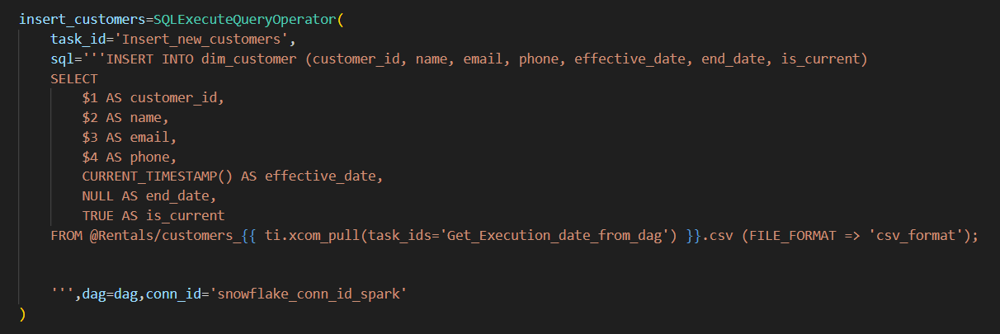 insert_customers=SQLExecuteQueryOperator(
    task_id='Insert_new_customers',
    sql='''INSERT INTO dim_customer (customer_id, name, email, phone, effective_date, end_date, is_current)
    SELECT
        $1 AS customer_id,
        $2 AS name,
        $3 AS email,
        $4 AS phone,
        CURRENT_TIMESTAMP() AS effective_date,
        NULL AS end_date,
        TRUE AS is_current
    FROM @Rentals/customers_{{ ti.xcom_pull(task_ids='Get_Execution_date_from_dag') }}.csv (FILE_FORMAT => 'csv_format');
    ''',dag=dag,conn_id='snowflake_conn_id_spark'
)